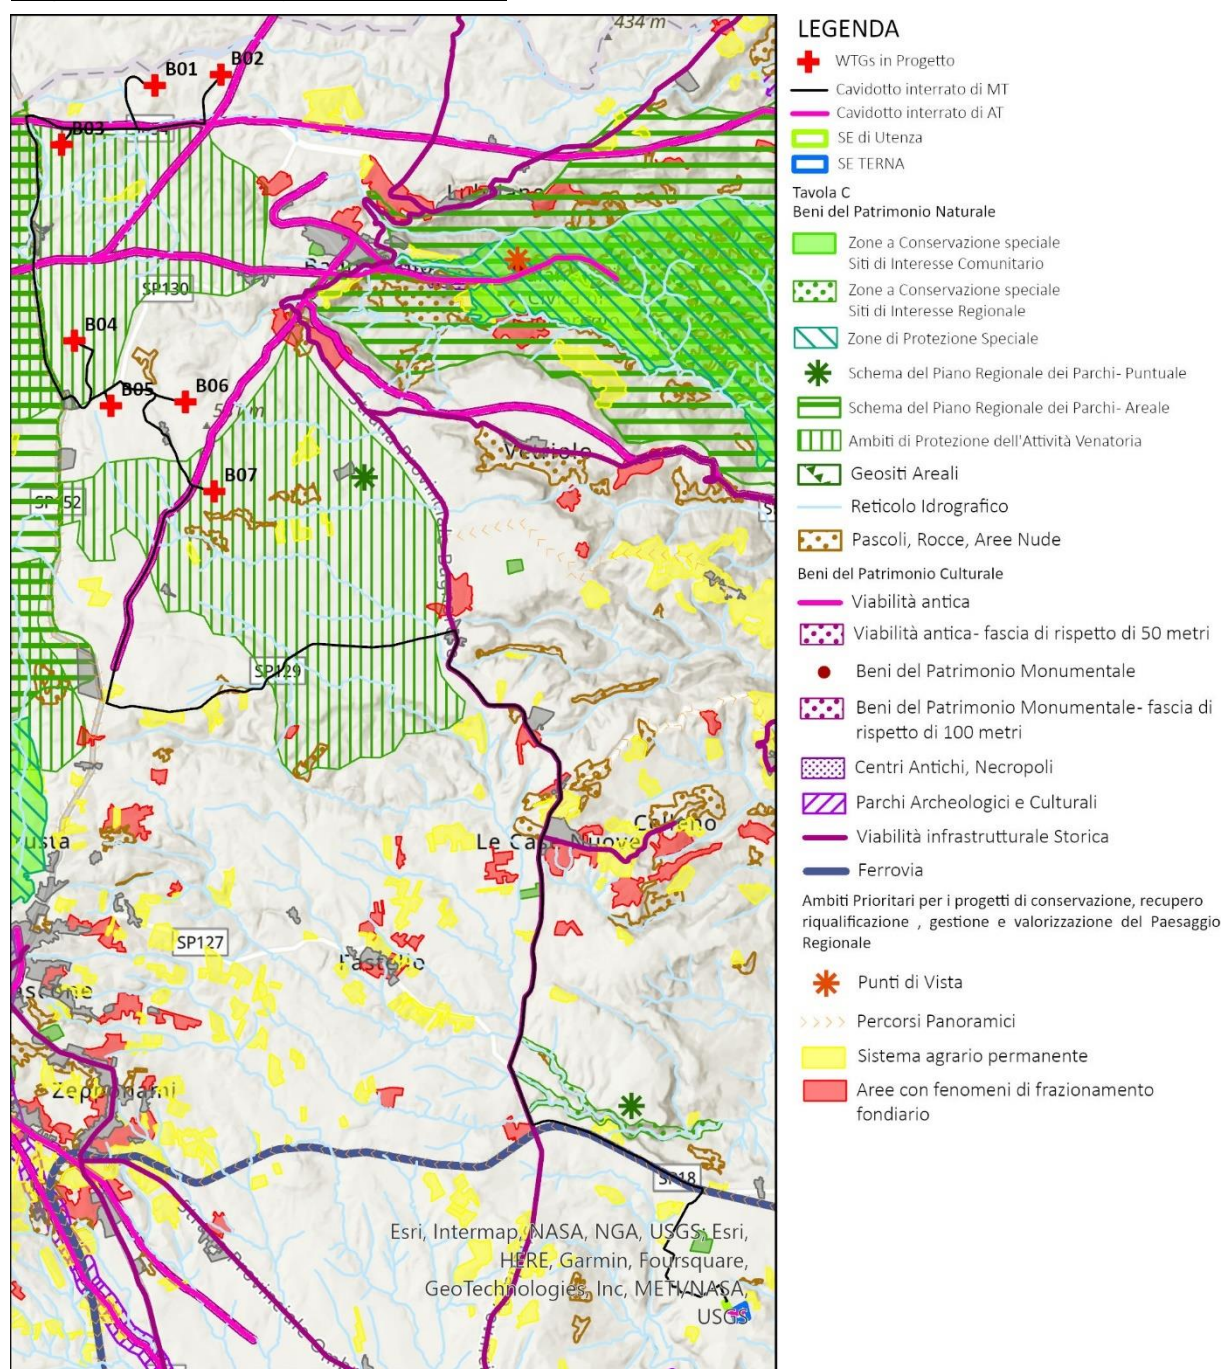 434 m
B01
B02
B03
SP130
B04
B05
B06
B07
Vetriolo
SP129
Strada Provinciale
Celleno
Le Cast Nuove
SP127
Fastello
Zepponami
SP18
Esri, Intermap, NASA, NGA, USGS; Esri,
HERE, Garmin, Foursquare,
GeoTechnologies, Inc, METI/NASA,
USGS
LEGENDA
WTGs in Progetto
Cavidotto interrato di MT
Cavidotto interrato di AT
SE di Utenza
SE TERNA
Tavola C
Beni del Patrimonio Naturale
Zone a Conservazione speciale
Siti di Interesse Comunitario
Zone a Conservazione speciale
Siti di Interesse Regionale
Zone di Protezione Speciale
Schema del Piano Regionale dei Parchi- Puntuale
Schema del Piano Regionale dei Parchi- Areale
Ambiti di Protezione dell'Attività Venatoria
Geositi Areali
Reticolo Idrografico
Pascoli, Rocce, Aree Nude
Beni del Patrimonio Culturale
Viabilità antica
Viabilità antica- fascia di rispetto di 50 metri
Beni del Patrimonio Monumentale
Beni del Patrimonio Monumentale- fascia di
rispetto di 100 metri
Centri Antichi, Necropoli
Parchi Archeologici e Culturali
Viabilità infrastrutturale Storica
Ferrovia
Ambiti Prioritari per i progetti di conservazione, recupero
riqualificazione , gestione e valorizzazione del Paesaggio
Regionale
Punti di Vista
Percorsi Panoramici
Sistema agrario permanente
Aree con fenomeni di frazionamento
fondiario